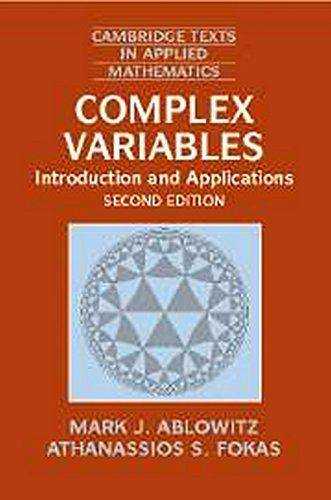 CAMBRIDGE TEXTS
IN APPLIED
MATHEMATICS
COMPLEX
VARIABLES
Introduction and Applications
SECOND EDITION
MARK J. ABLOWITZ
ATHANASSIOS S. FOKAS